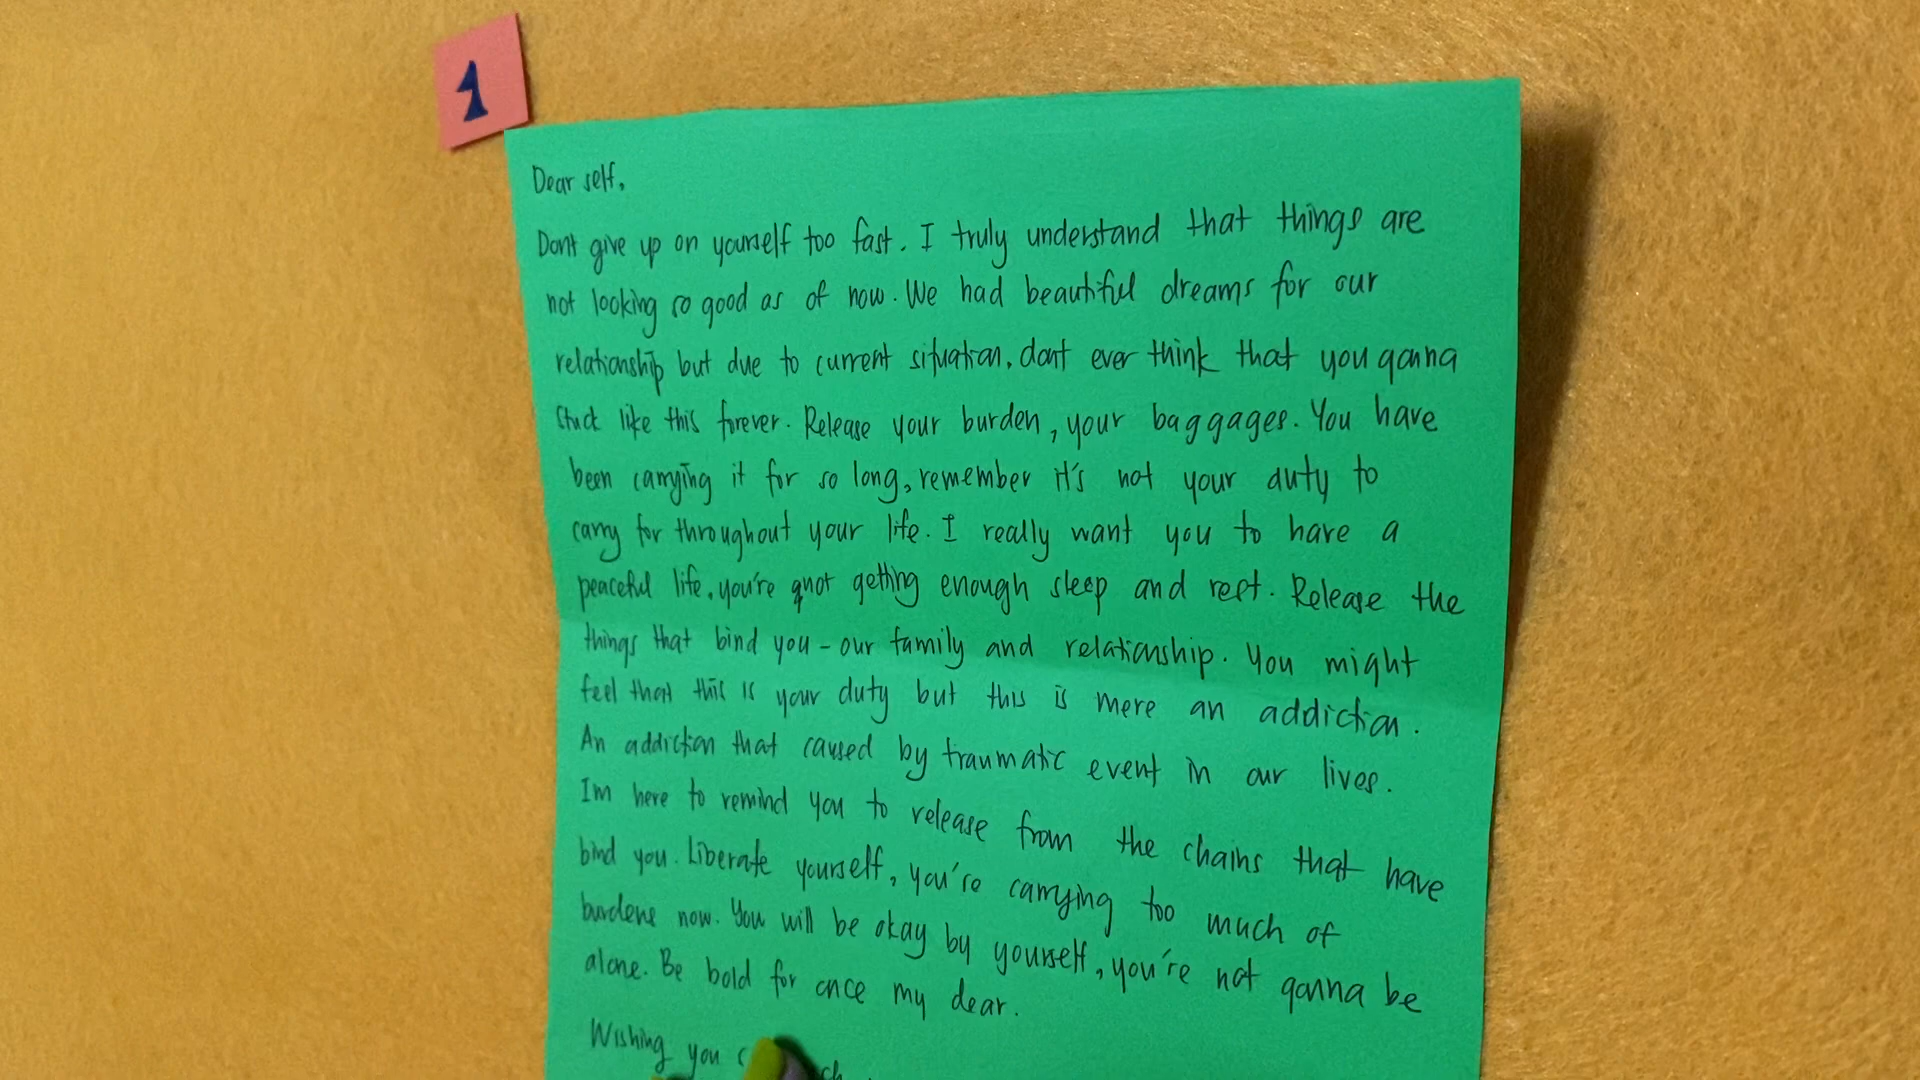 1
Dear self,
Dont give up on yourself too fast. I truly understand that things are
not looking so good as of now. We had beautiful dreams for our
relationship but due to current situation, dont ever think that you gonna
stuck like this forever. Release your burden, your baggages. You have
been carrying it for so long, remember it's not your duty to
carry for throughout your life. I really want you to have a
peaceful life, you're qnot getting enough sleep and rest. Release the
things that bind you - our family and relationship. You might
feel that this is your duty but this is mere an addiction.
An addiction that caused by traumatic event in our lives.
Im here to remind you to release from the chains that have
bind you. Liberate yourself, you're carrying too much of
burdens now. You will be okay by yourself, you're not gonna be
alone. Be bold for once my dear.
Wishing you